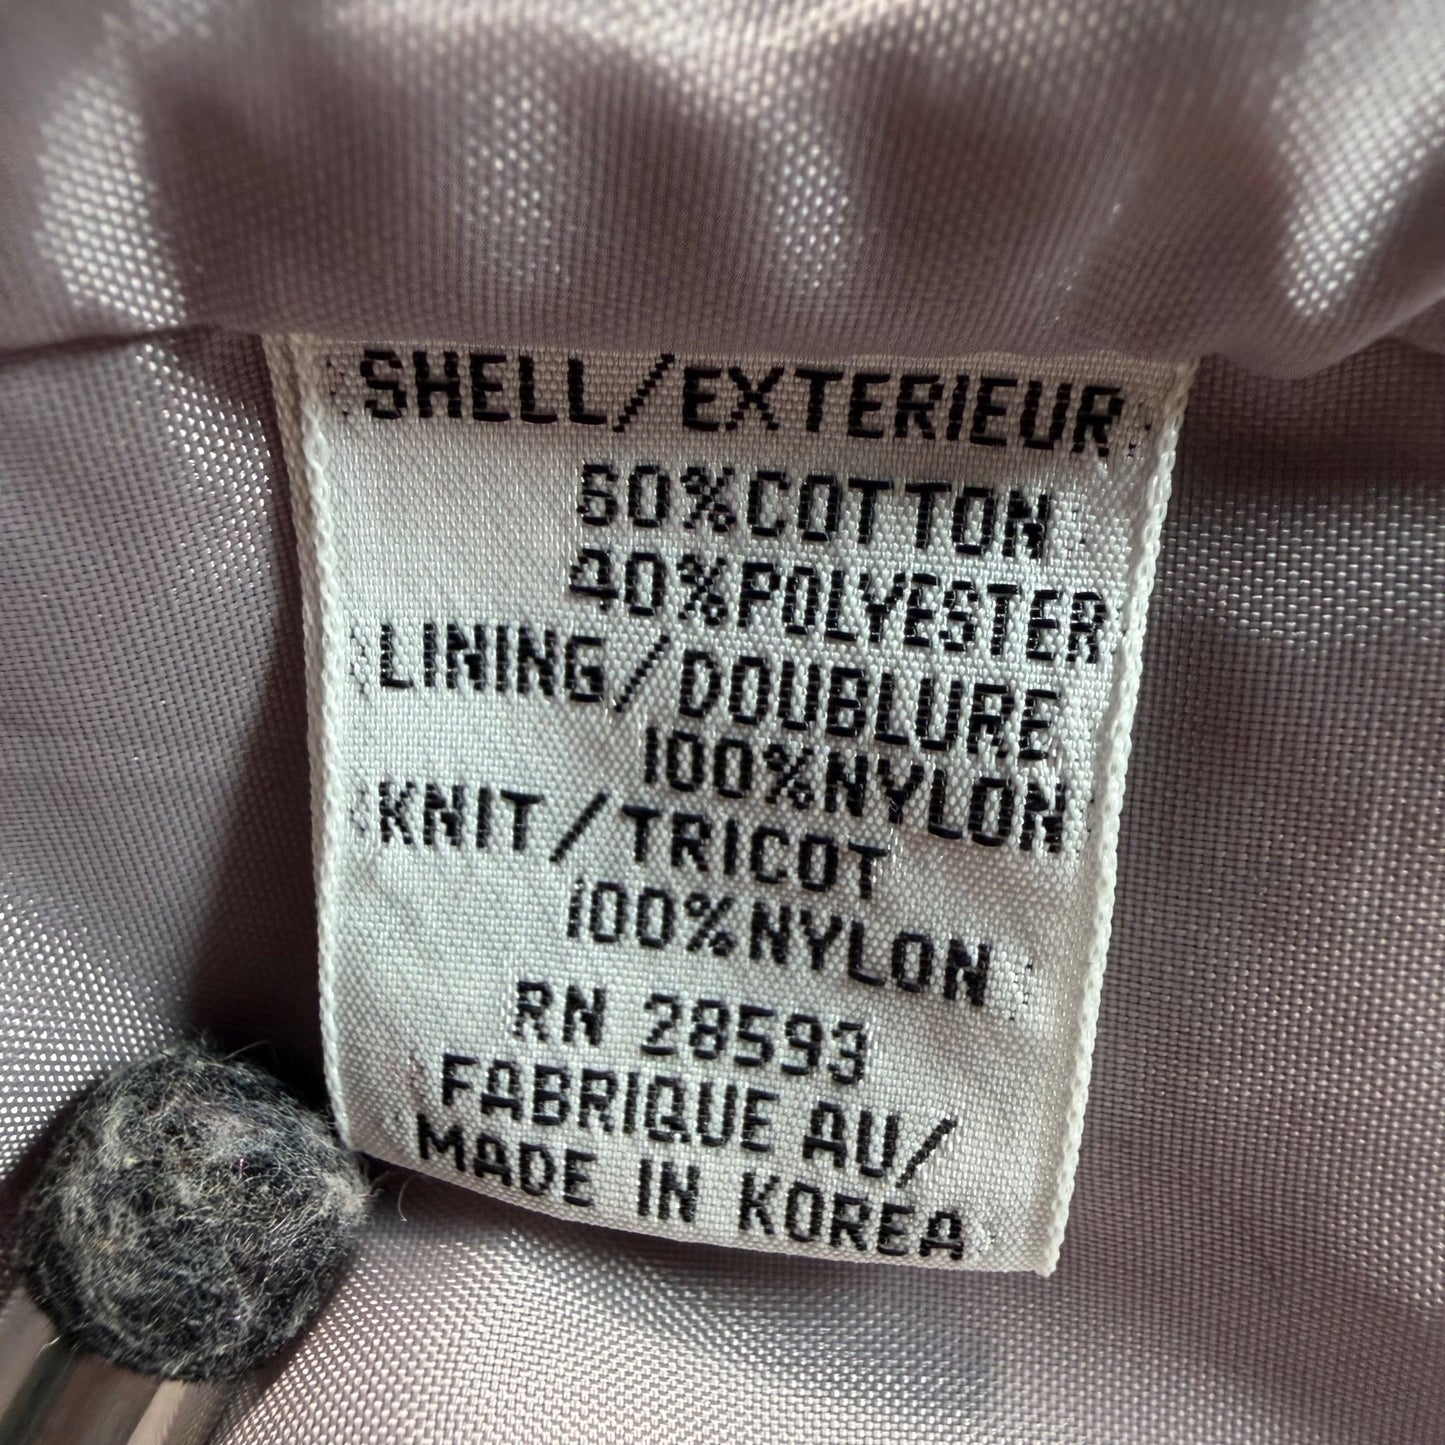 SHELL/EXTERIEUR
60%COTTON
40%POLYESTER
LINING/DOUBLURE
100%NYLON
KNIT/TRICOT
100%NYLON
RN 28593
FABRIQUE AU/
MADE IN KOREA